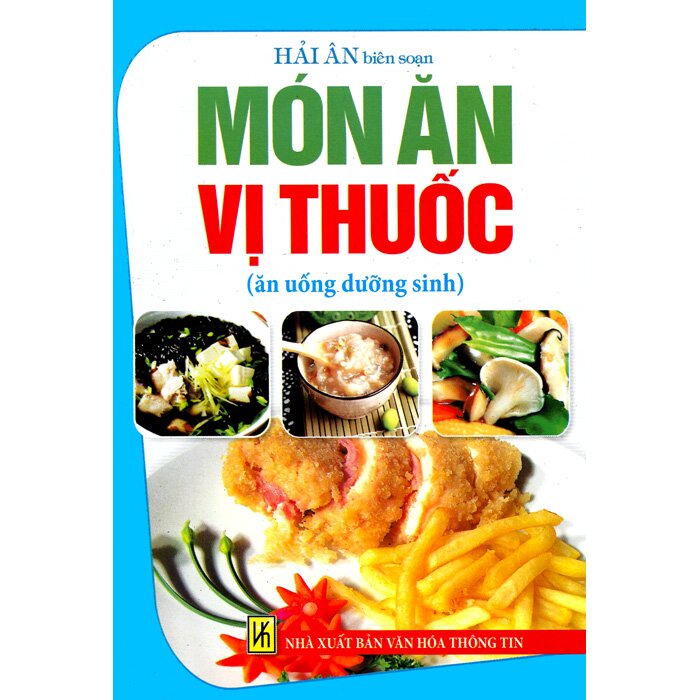 HẢI ÂN biên soạn
MÓN ĂN
VỊ THUỐC
(ăn uống dưỡng sinh)
VH
NHÀ XUẤT BẢN VĂN HÓA THÔNG TIN